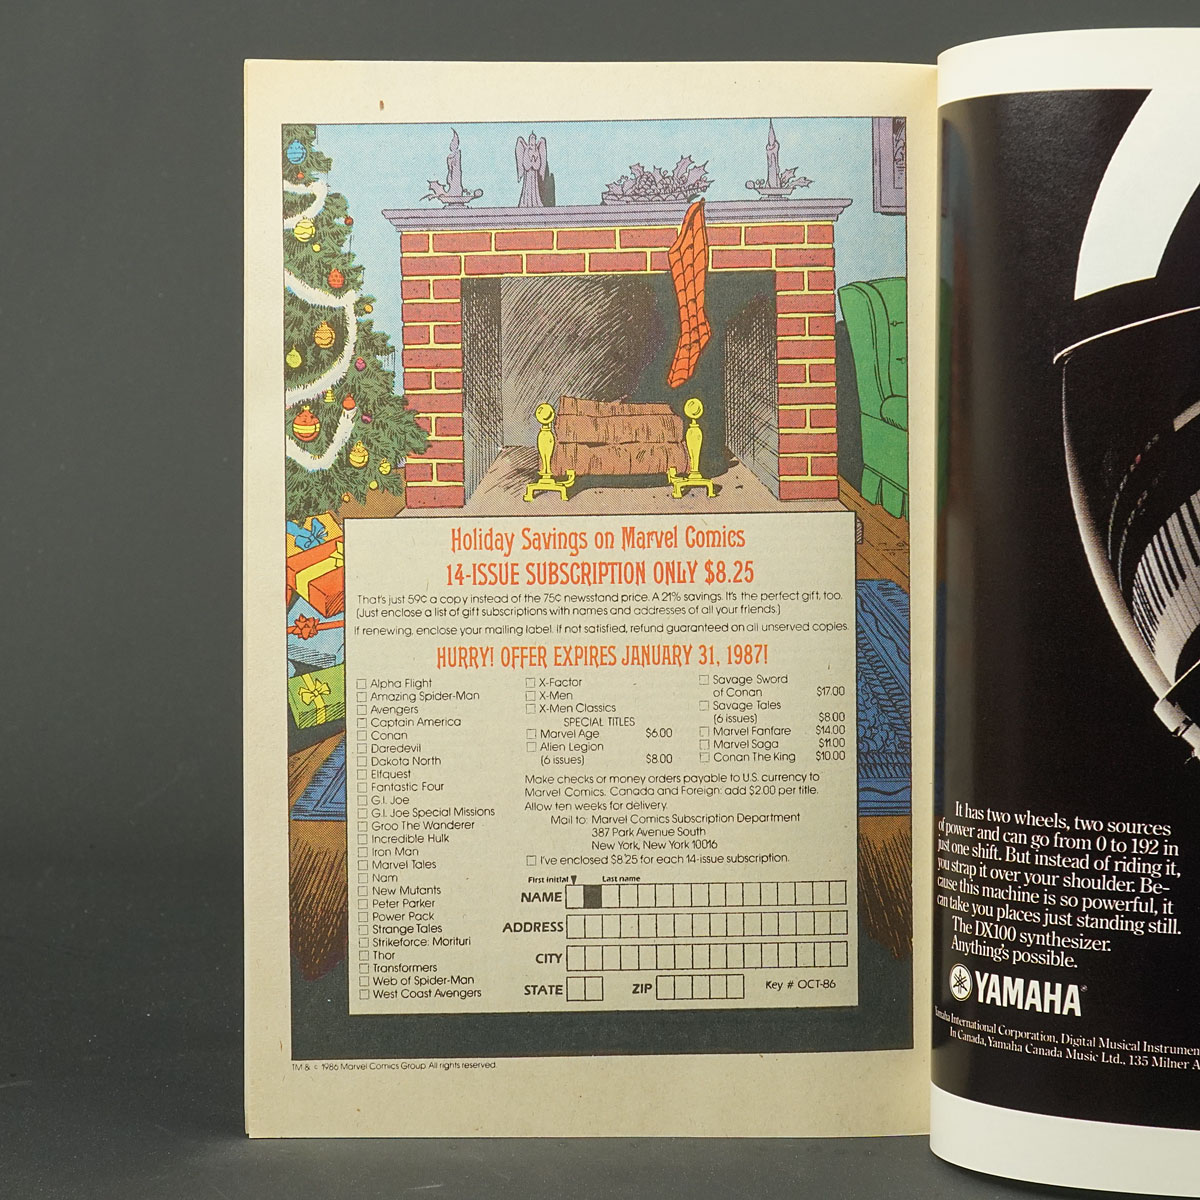 Holiday Savings on Marvel Comics
14-ISSUE SUBSCRIPTION ONLY $8.25
That's just 59¢ a copy instead of the 75¢ newsstand price. A 21% savings. It's the perfect gift, too.
(Just enclose a list of gift subscriptions with names and addresses of all your friends.)
If renewing, enclose your mailing label. If not satisfied, refund guaranteed on all unserved copies.
HURRY! OFFER EXPIRES JANUARY 31, 1987!
Alpha Flight
Amazing Spider-Man
Avengers
Captain America
Conan
Daredevil
Dakota North
Elfquest
Fantastic Four
G.I. Joe
G.I. Joe Special Missions
Groo The Wanderer
Incredible Hulk
Iron Man
Marvel Tales
Nam
New Mutants
Peter Parker
Power Pack
Strange Tales
Strikeforce: Morituri
Thor
Transformers
Web of Spider-Man
West Coast Avengers
X-Factor
X-Men
X-Men Classics
SPECIAL TITLES
Marvel Age $6.00
Alien Legion
(6 issues) $8.00
Savage Sword
of Conan $17.00
Savage Tales
(6 issues) $8.00
Marvel Fanfare $14.00
Marvel Saga $11.00
Conan The King $10.00
Make checks or money orders payable to U.S. currency to
Marvel Comics. Canada and Foreign: add $2.00 per title.
Allow ten weeks for delivery.
Mail to: Marvel Comics Subscription Department
387 Park Avenue South
New York, New York 10016
I've enclosed $8.25 for each 14-issue subscription.
First initial Last name
NAME
ADDRESS
CITY
STATE ZIP Key # OCT-86
TM & © 1986 Marvel Comics Group. All rights reserved.
It has two wheels, two sources
of power and can go from 0 to 192 in
just one shift. But instead of riding it,
you strap it over your shoulder. Be-
cause this machine is so powerful, it
can take you places just standing still.
The DX100 synthesizer.
Anything's possible.
YAMAHA®
Yamaha International Corporation, Digital Musical
In Canada, Yamaha Canada Music Ltd., 135 Milner